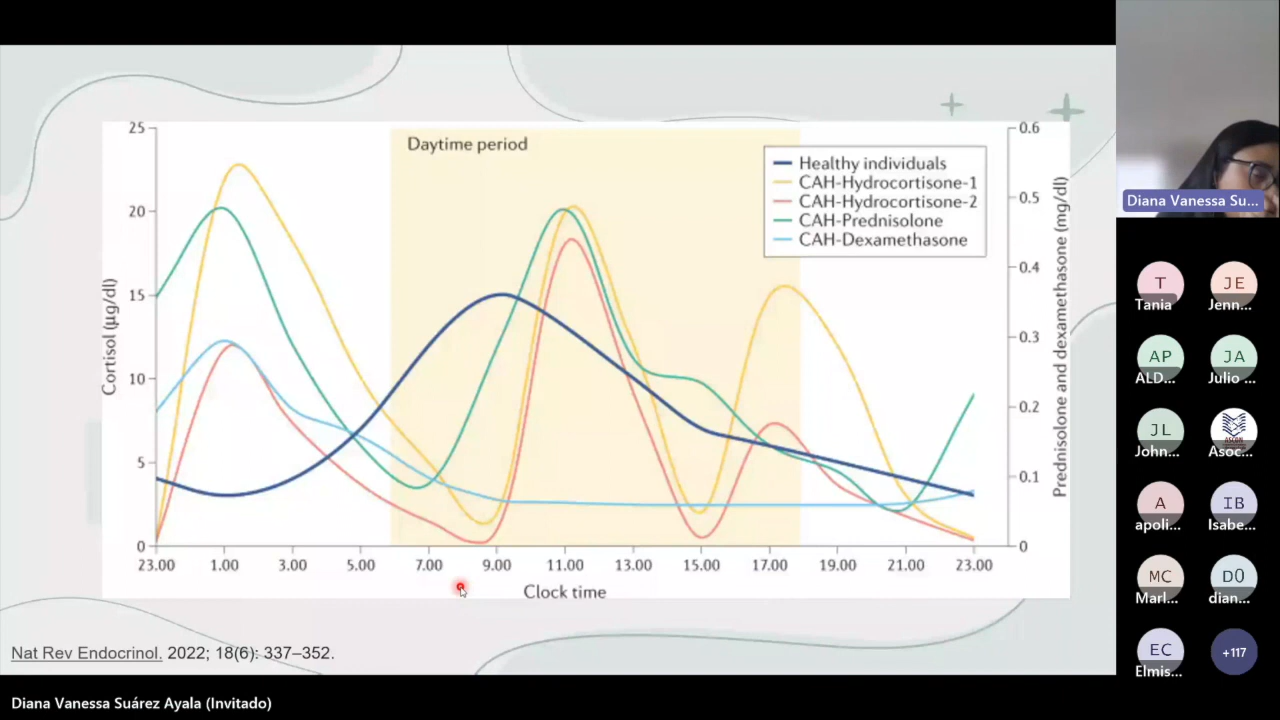 25
20
15
10
5
0
Cortisol (µg/dl)
Daytime period
Healthy individuals
CAH-Hydrocortisone-1
CAH-Hydrocortisone-2
CAH-Prednisolone
CAH-Dexamethasone
0.6
0.5
0.4
0.3
0.2
0.1
0
Prednisolone and dexamethasone (mg/dl)
23.00 1.00 3.00 5.00 7.00 9.00 11.00 13.00 15.00 17.00 19.00 21.00 23.00
Clock time
Nat Rev Endocrinol. 2022; 18(6): 337–352.
Diana Vanessa Suárez Ayala (Invitado)
Diana Vanessa Su...
T JE
Tania Jenn...
AP JA
ALD... Julio ...
JL
John... Asoc...
A IB
apoli... Isabe...
MC D0
Marl... dian...
EC +117
Elmis...